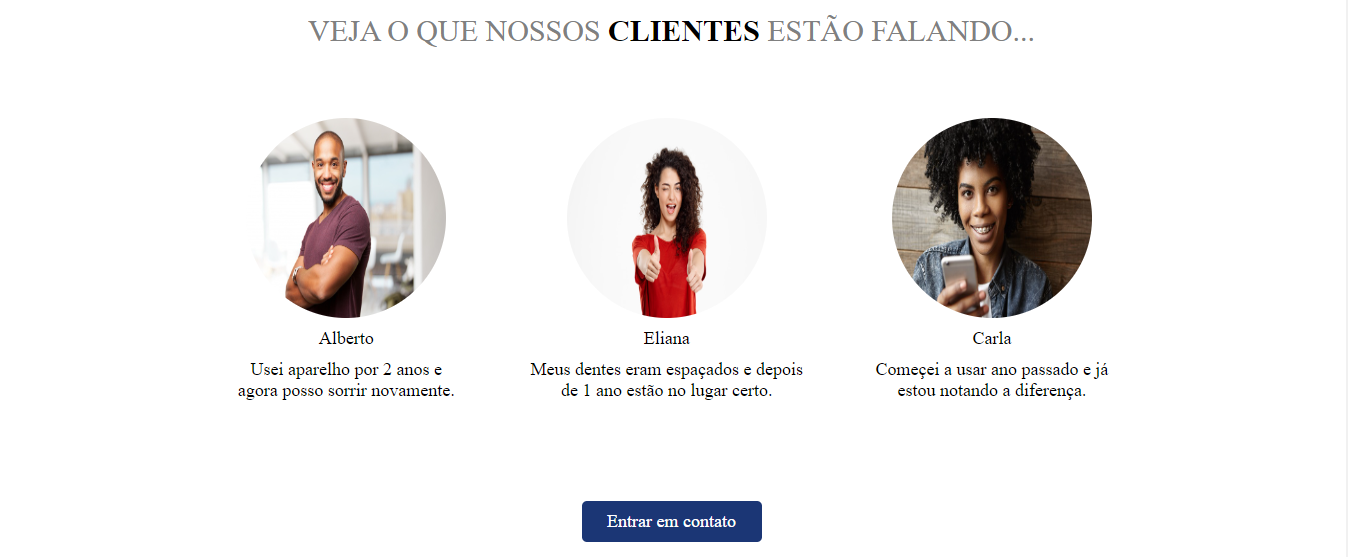 VEJA O QUE NOSSOS CLIENTES ESTÃO FALANDO...
Alberto
Usei aparelho por 2 anos e
agora posso sorrir novamente.
Eliana
Meus dentes eram espaçados e depois
de 1 ano estão no lugar certo.
Carla
Começei a usar ano passado e já
estou notando a diferença.
Entrar em contato